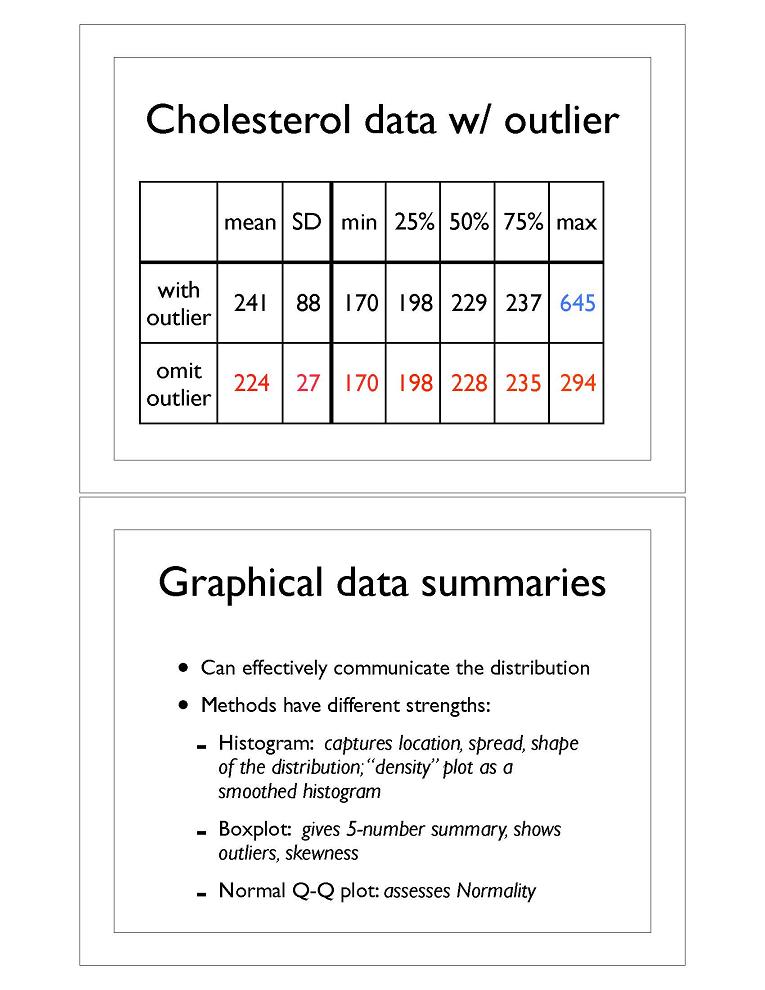 Cholesterol data w/ outlier
mean SD min 25% 50% 75% max
with
outlier 241 88 170 198 229 237 645
omit
outlier 224 27 170 198 228 235 294
Graphical data summaries
• Can effectively communicate the distribution
• Methods have different strengths:
- Histogram: captures location, spread, shape
of the distribution; “density” plot as a
smoothed histogram
- Boxplot: gives 5-number summary, shows
outliers, skewness
- Normal Q-Q plot: assesses Normality